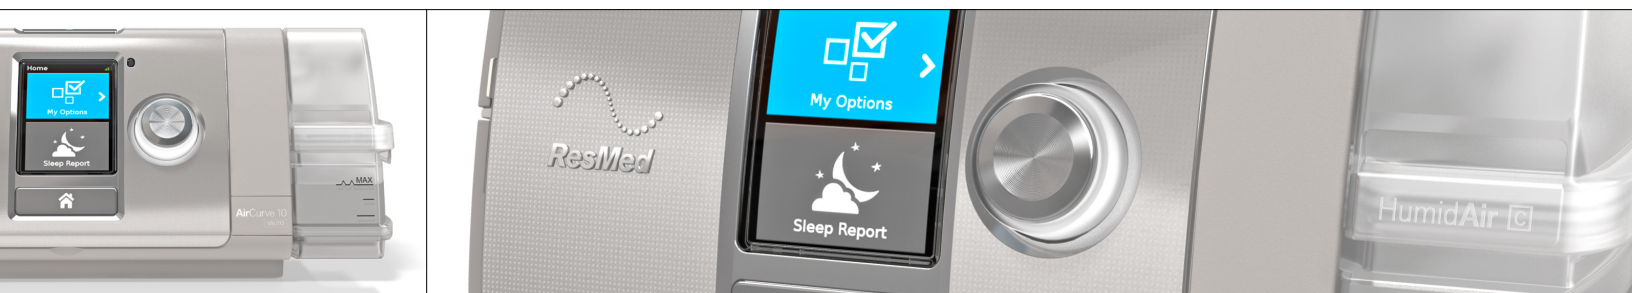 Home
My Options
Sleep Report
MAX
AirCurve 10
ResMed
My Options
Sleep Report
HumidAir C